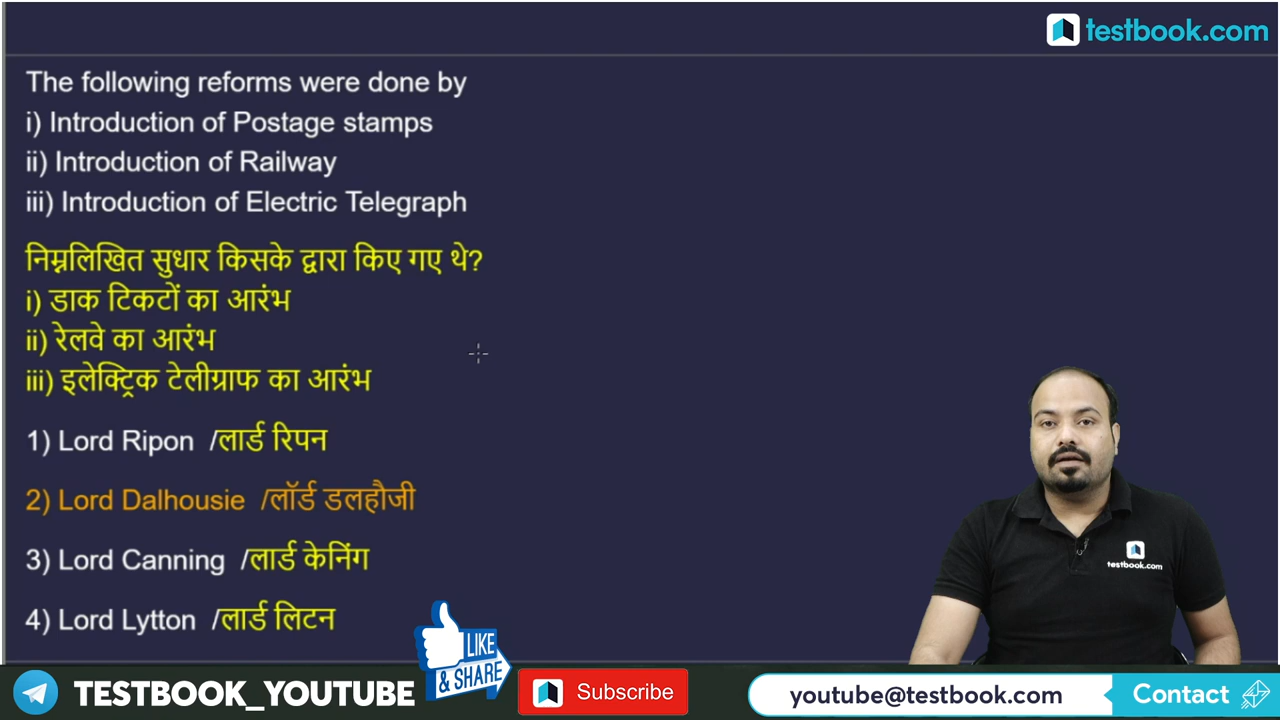 testbook.com
The following reforms were done by
i) Introduction of Postage stamps
ii) Introduction of Railway
iii) Introduction of Electric Telegraph
निम्नलिखित सुधार किसके द्वारा किए गए थे?
i) डाक टिकटों का आरंभ
ii) रेलवे का आरंभ
iii) इलेक्ट्रिक टेलीग्राफ का आरंभ
1) Lord Ripon /लार्ड रिपन
2) Lord Dalhousie /लॉर्ड डलहौजी
3) Lord Canning /लार्ड केनिंग
4) Lord Lytton /लार्ड लिटन
testbook.com
LIKE
& SHARE
TESTBOOK_YOUTUBE
Subscribe
youtube@testbook.com
Contact